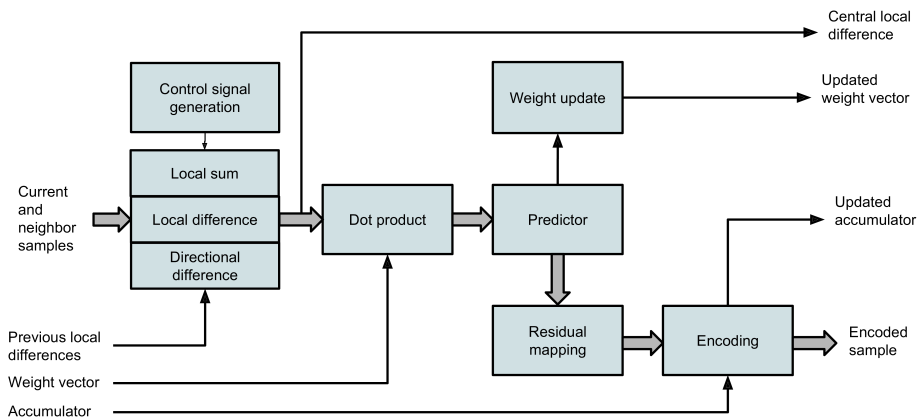 Central local
difference
Control signal
generation
Weight update
Updated
weight vector
Local sum
Current
and
neighbor
samples
Local difference
Directional
difference
Dot product
Predictor
Updated
accumulator
Previous local
differences
Residual
mapping
Encoding
Encoded
sample
Weight vector
Accumulator